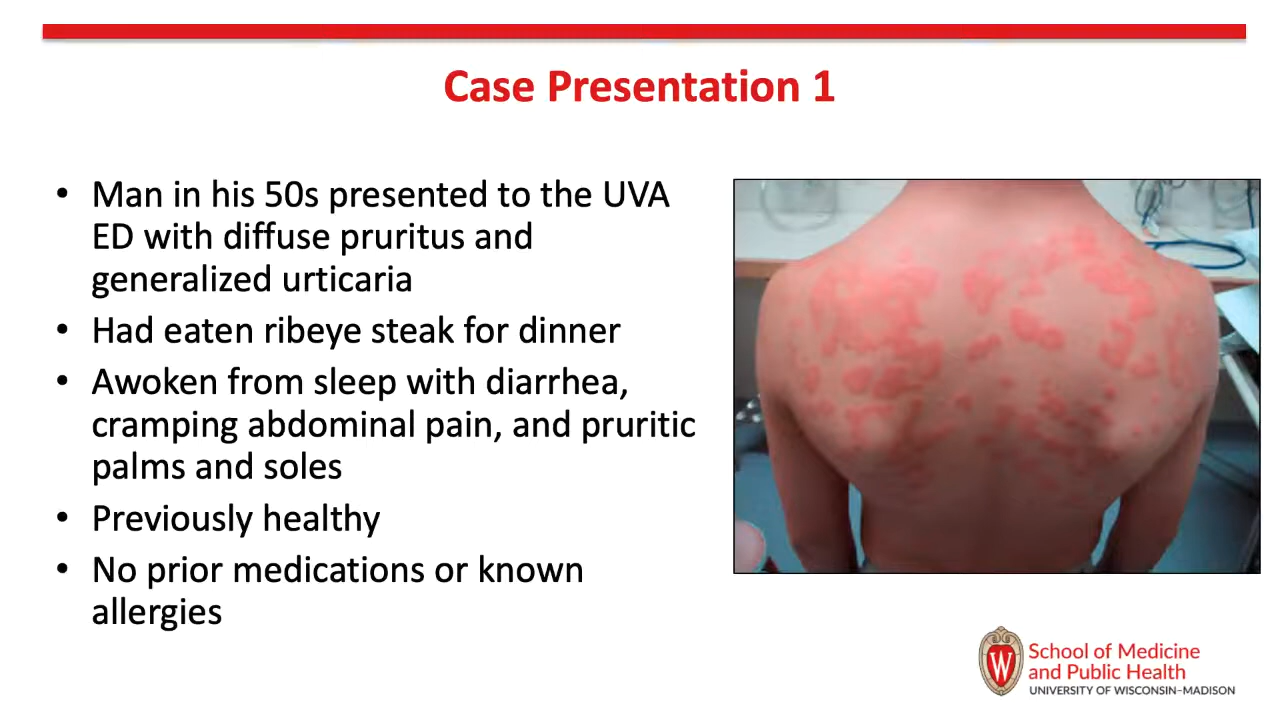 Case Presentation 1
• Man in his 50s presented to the UVA
ED with diffuse pruritus and
generalized urticaria
• Had eaten ribeye steak for dinner
• Awoken from sleep with diarrhea,
cramping abdominal pain, and pruritic
palms and soles
• Previously healthy
• No prior medications or known
allergies
W
School of Medicine
and Public Health
UNIVERSITY OF WISCONSIN–MADISON